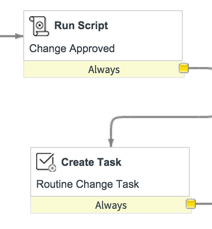 Run Script
Change Approved
Always
Create Task
Routine Change Task
Always